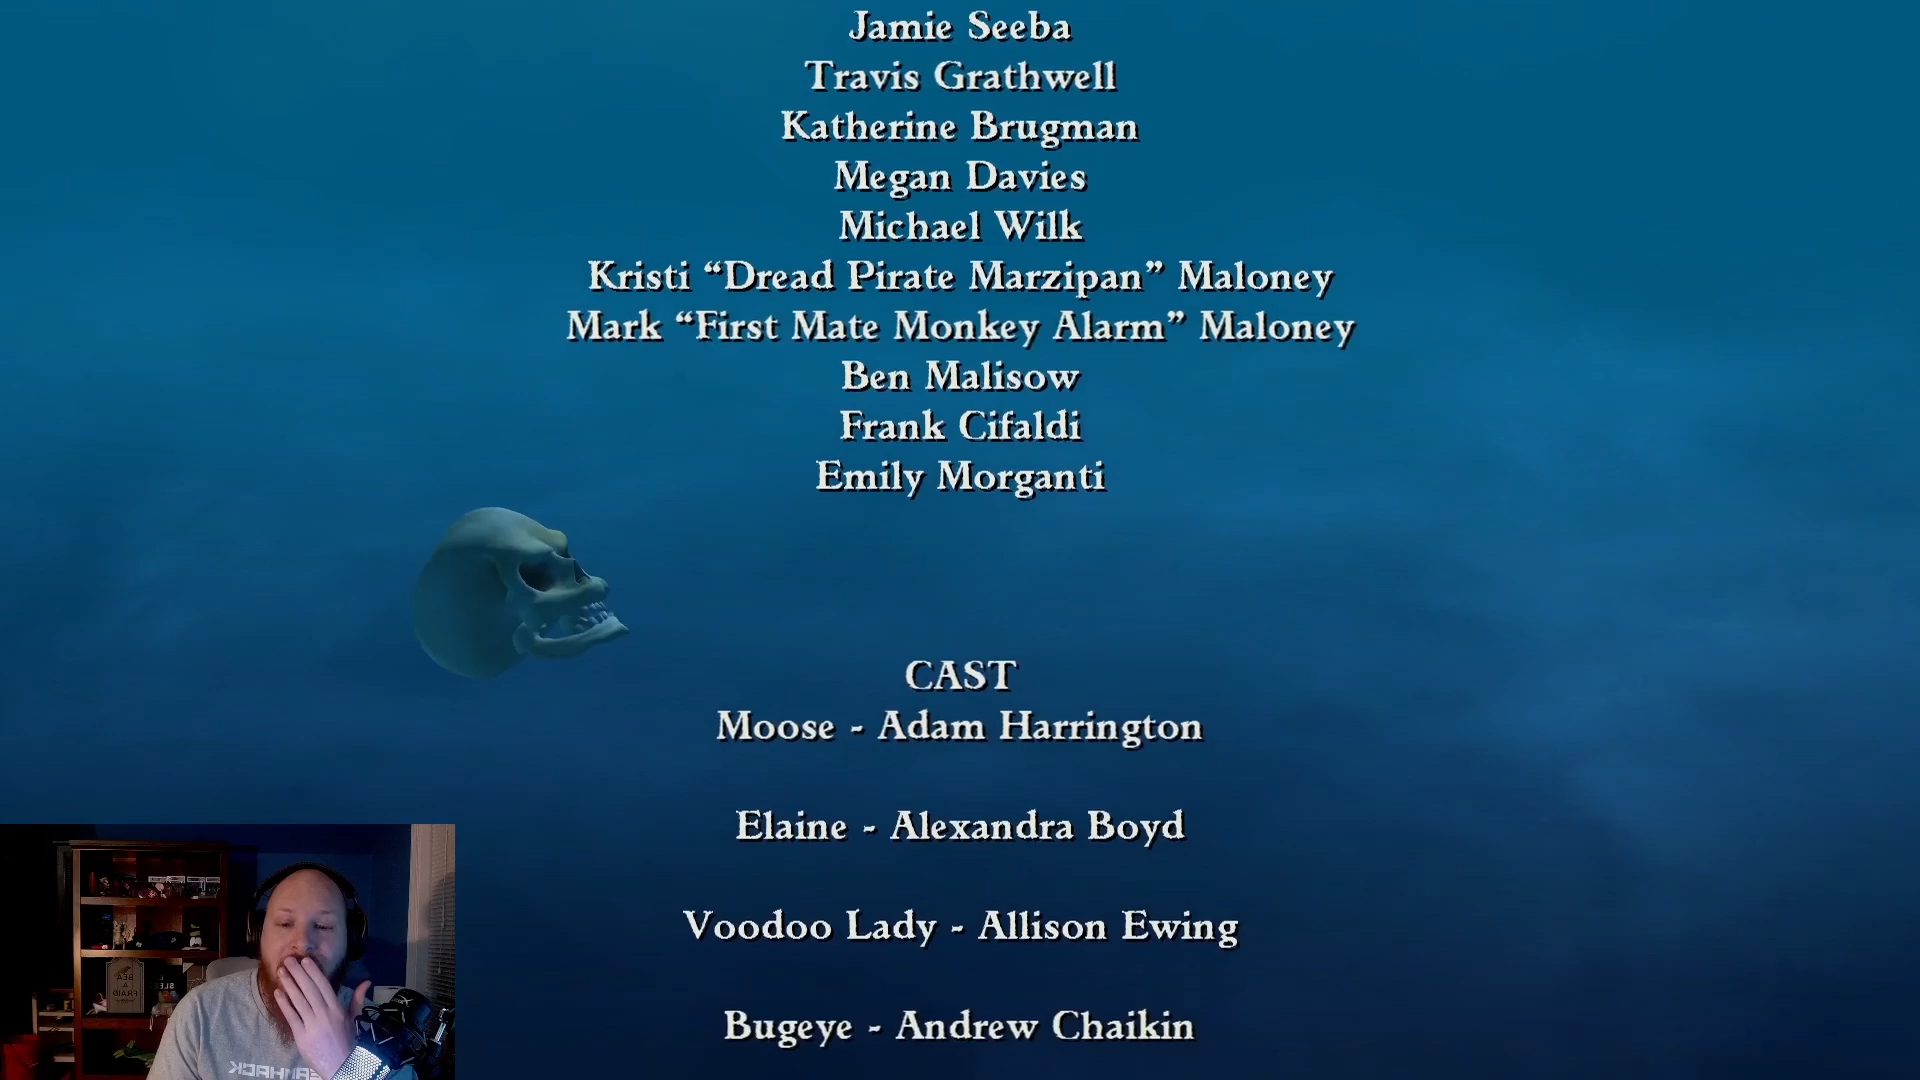 Jamie Seeba
Travis Grathwell
Katherine Brugman
Megan Davies
Michael Wilk
Kristi “Dread Pirate Marzipan” Maloney
Mark “First Mate Monkey Alarm” Maloney
Ben Malisow
Frank Cifaldi
Emily Morganti
CAST
Moose - Adam Harrington
Elaine - Alexandra Boyd
Voodoo Lady - Allison Ewing
Bugeye - Andrew Chaikin
BEA
A
FRAID